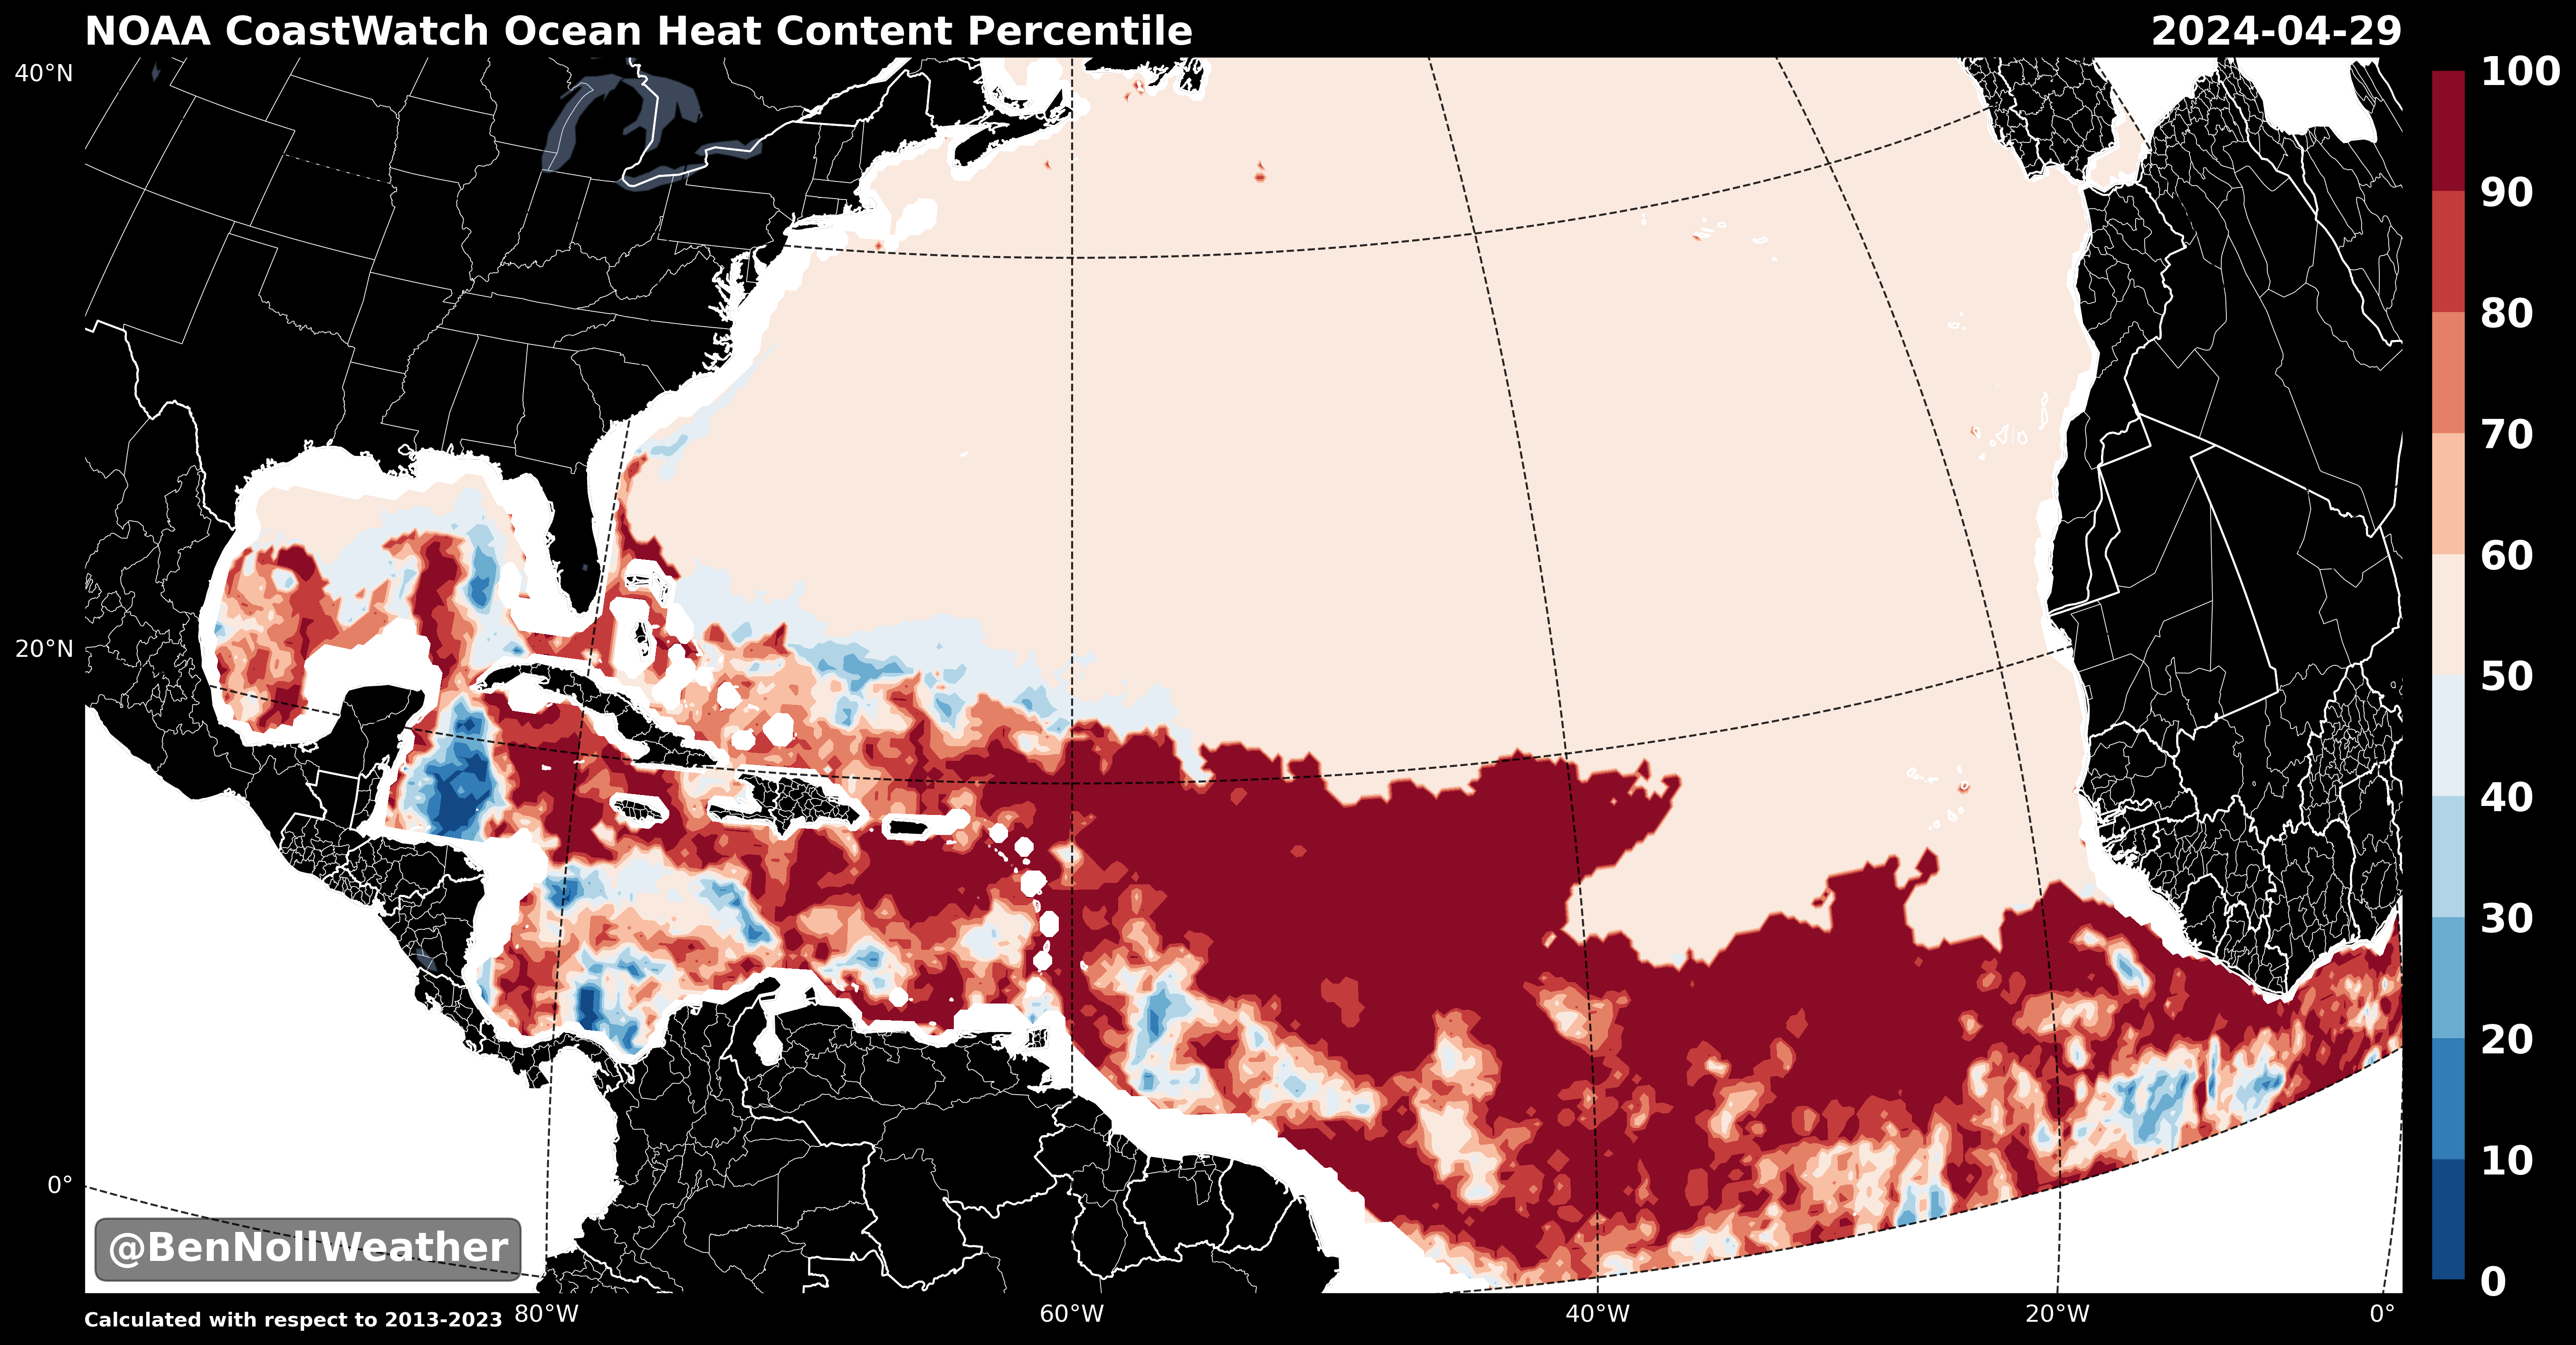 NOAA CoastWatch Ocean Heat Content Percentile
2024-04-29
40°N
20°N
0°
100
90
80
70
60
50
40
30
20
10
0
@BenNollWeather
Calculated with respect to 2013-2023
80°W
60°W
40°W
20°W
0°